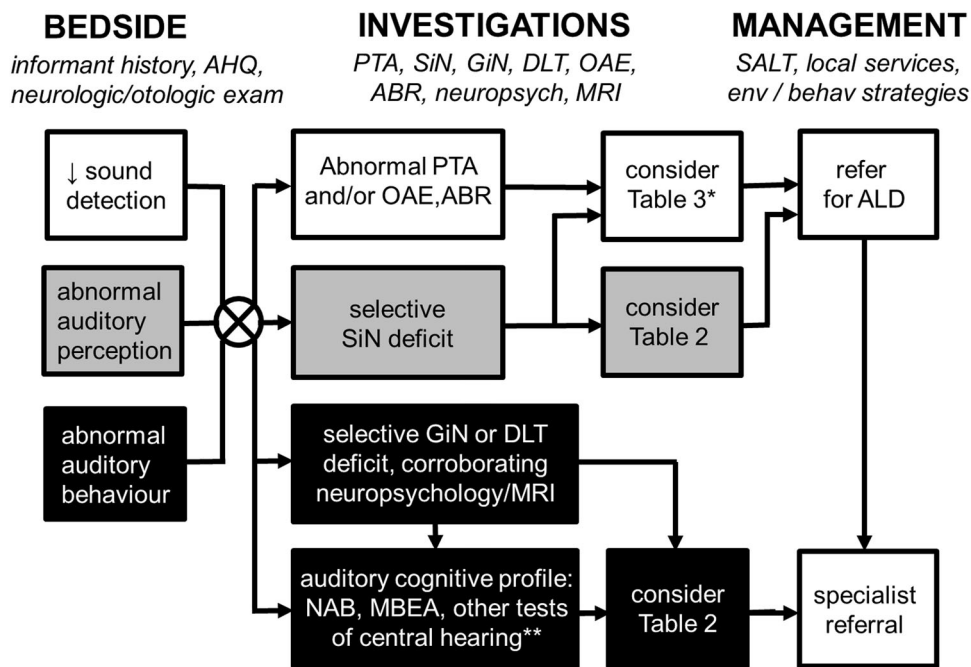 BEDSIDE
informant history, AHQ,
neurologic/otologic exam
INVESTIGATIONS
PTA, SiN, GiN, DLT, OAE,
ABR, neuropsych, MRI
MANAGEMENT
SALT, local services,
env / behav strategies
↓ sound
detection
Abnormal PTA
and/or OAE,ABR
consider
Table 3*
refer
for ALD
abnormal
auditory
perception
selective
SiN deficit
consider
Table 2
abnormal
auditory
behaviour
selective GiN or DLT
deficit, corroborating
neuropsychology/MRI
auditory cognitive profile:
NAB, MBEA, other tests
of central hearing**
consider
Table 2
specialist
referral